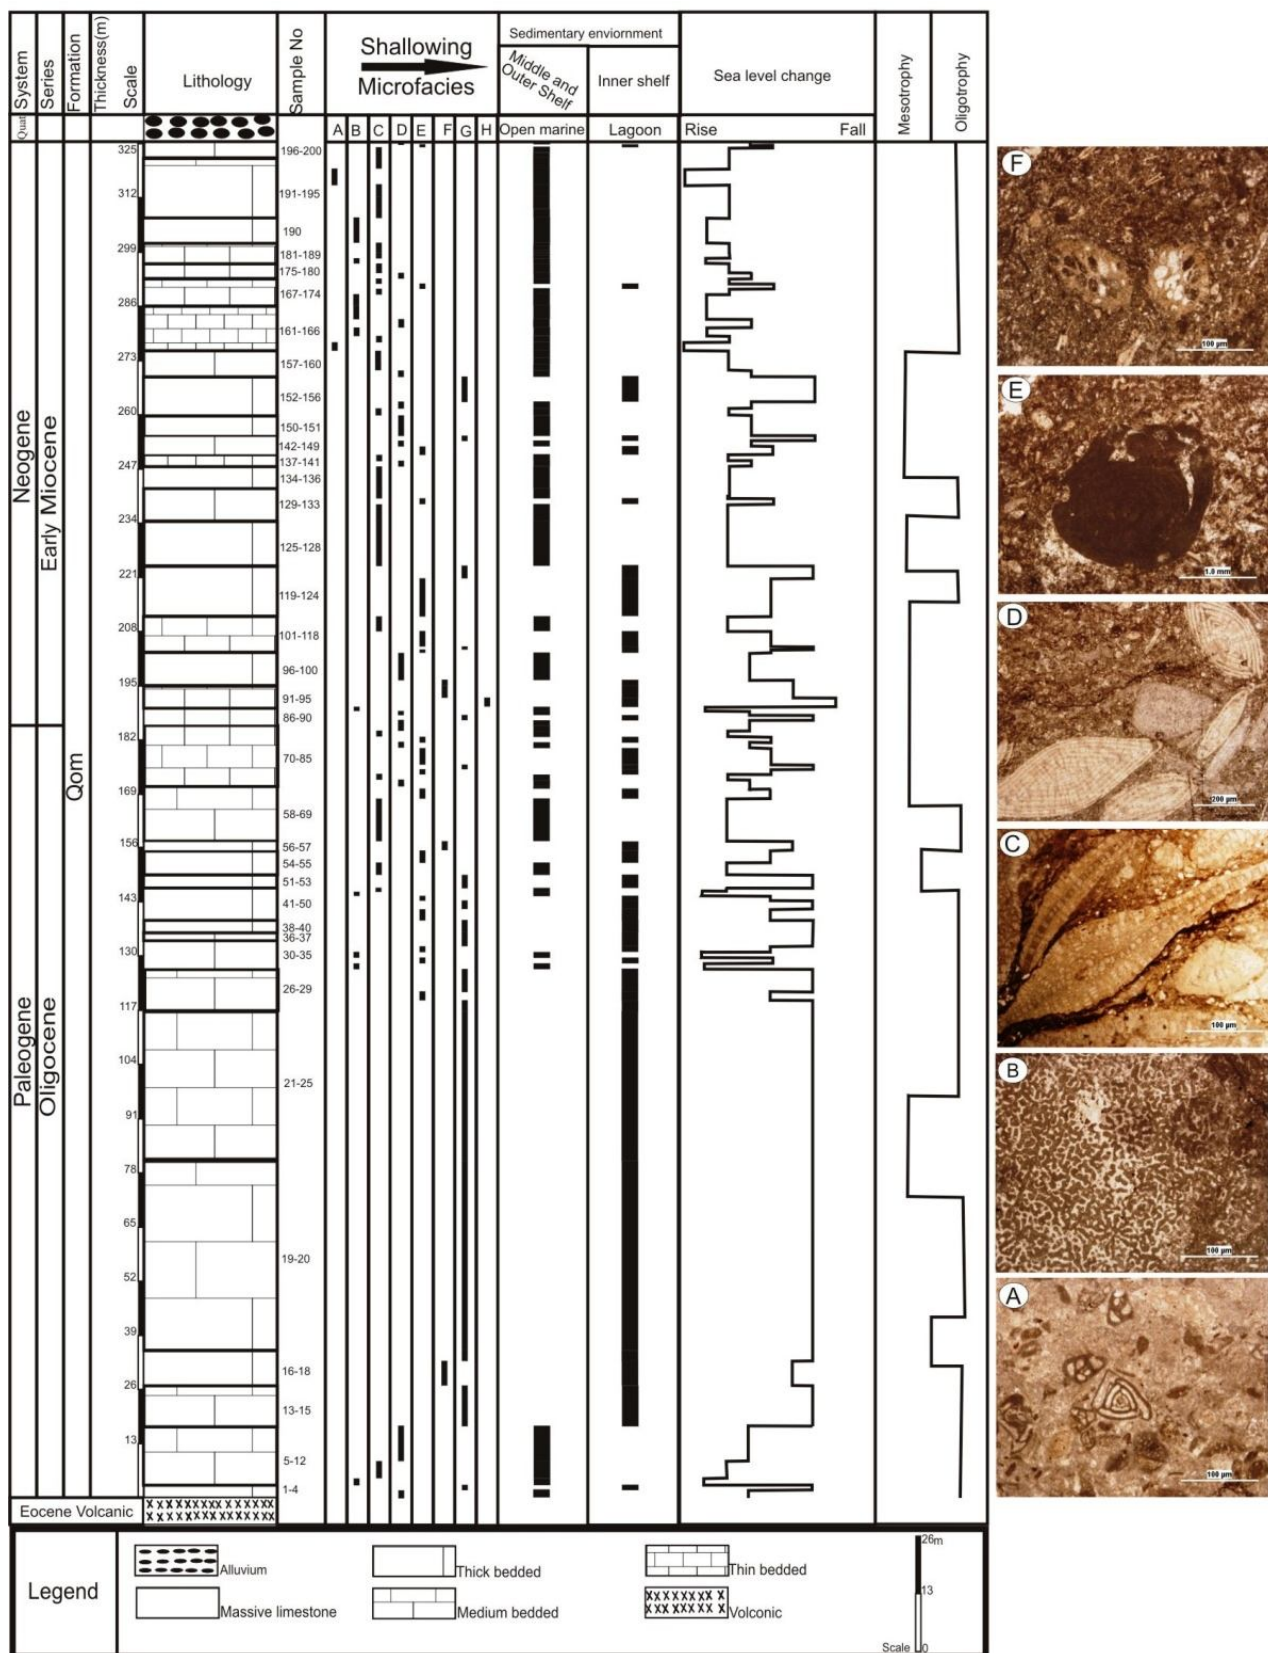 System
Series
Formation
Thickness(m)
Scale
Lithology
Sample No
Shallowing
Microfacies
Sedimentary enviornment
Middle and
Outer Shelf
Inner shelf
Sea level change
Mesotrophy
Oligotrophy
Quat
A B C D E F G H Open marine Lagoon Rise Fall
Neogene
Early Miocene
Paleogene
Oligocene
Qom
325 196-200
312 191-195
190
299 181-189
175-180
286 167-174
161-166
273 157-160
152-156
260 150-151
142-149
247 137-141
134-136
129-133
234
125-128
221
119-124
208 101-118
96-100
195 91-95
86-90
182 70-85
169 58-69
156 56-57
54-55
51-53
143 41-50
38-40
36-37
130 30-35
26-29
117
104 21-25
91
78
65
19-20
52
39
16-18
26
13-15
13
5-12
1-4
Eocene Volcanic
F
100 µm
E
1.0 mm
D
200 µm
C
100 µm
B
100 µm
A
100 µm
Legend
Alluvium Thick bedded Thin bedded
Massive limestone Medium bedded Volconic
26m
13
Scale 0